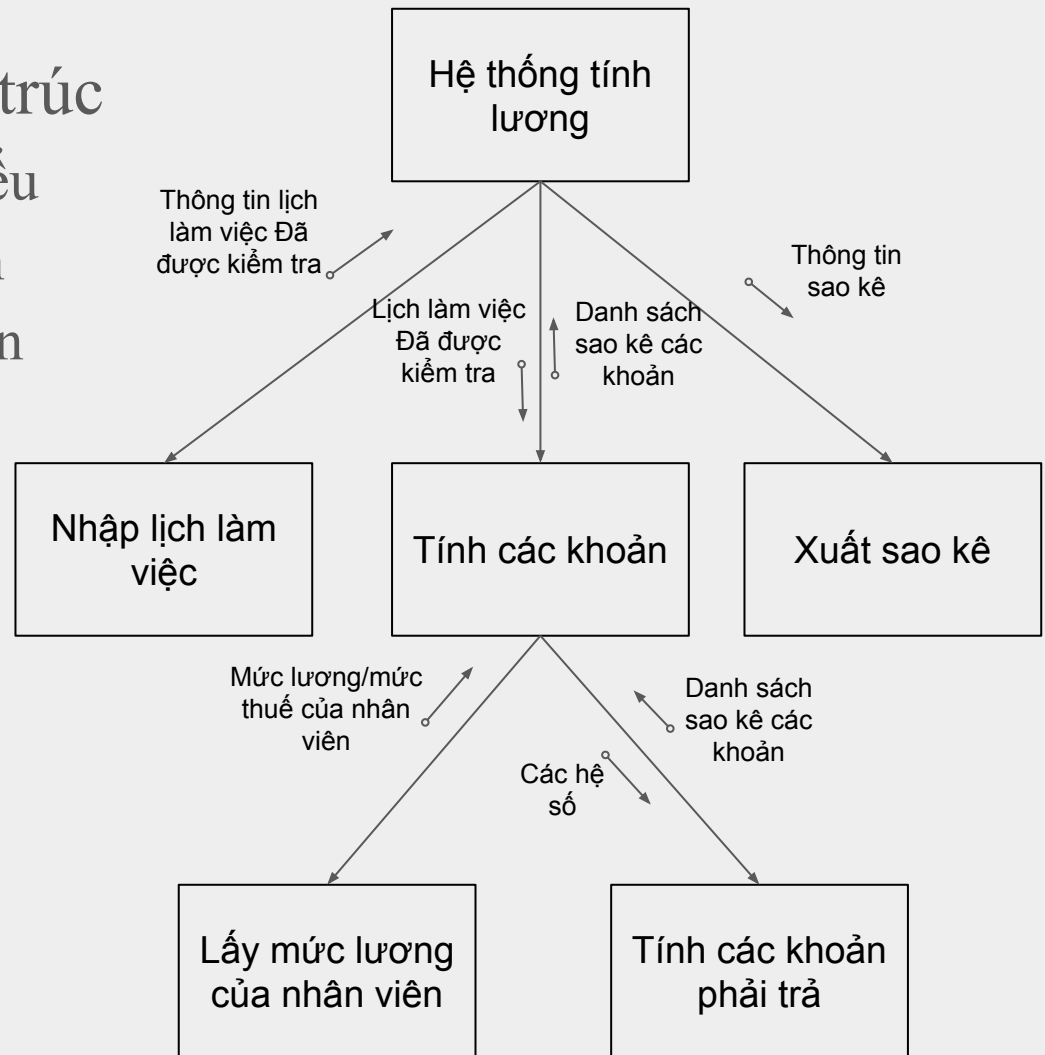 Hệ thống tính
lương
trúc
ều
n
Thông tin lịch
làm việc Đã
được kiểm tra
Thông tin
sao kê
Lịch làm việc
Đã được
kiểm tra
Danh sách
sao kê các
khoản
Nhập lịch làm
việc
Tính các khoản
Xuất sao kê
Mức lương/mức
thuế của nhân
viên
Danh sách
sao kê các
khoản
Các hệ
số
Lấy mức lương
của nhân viên
Tính các khoản
phải trả